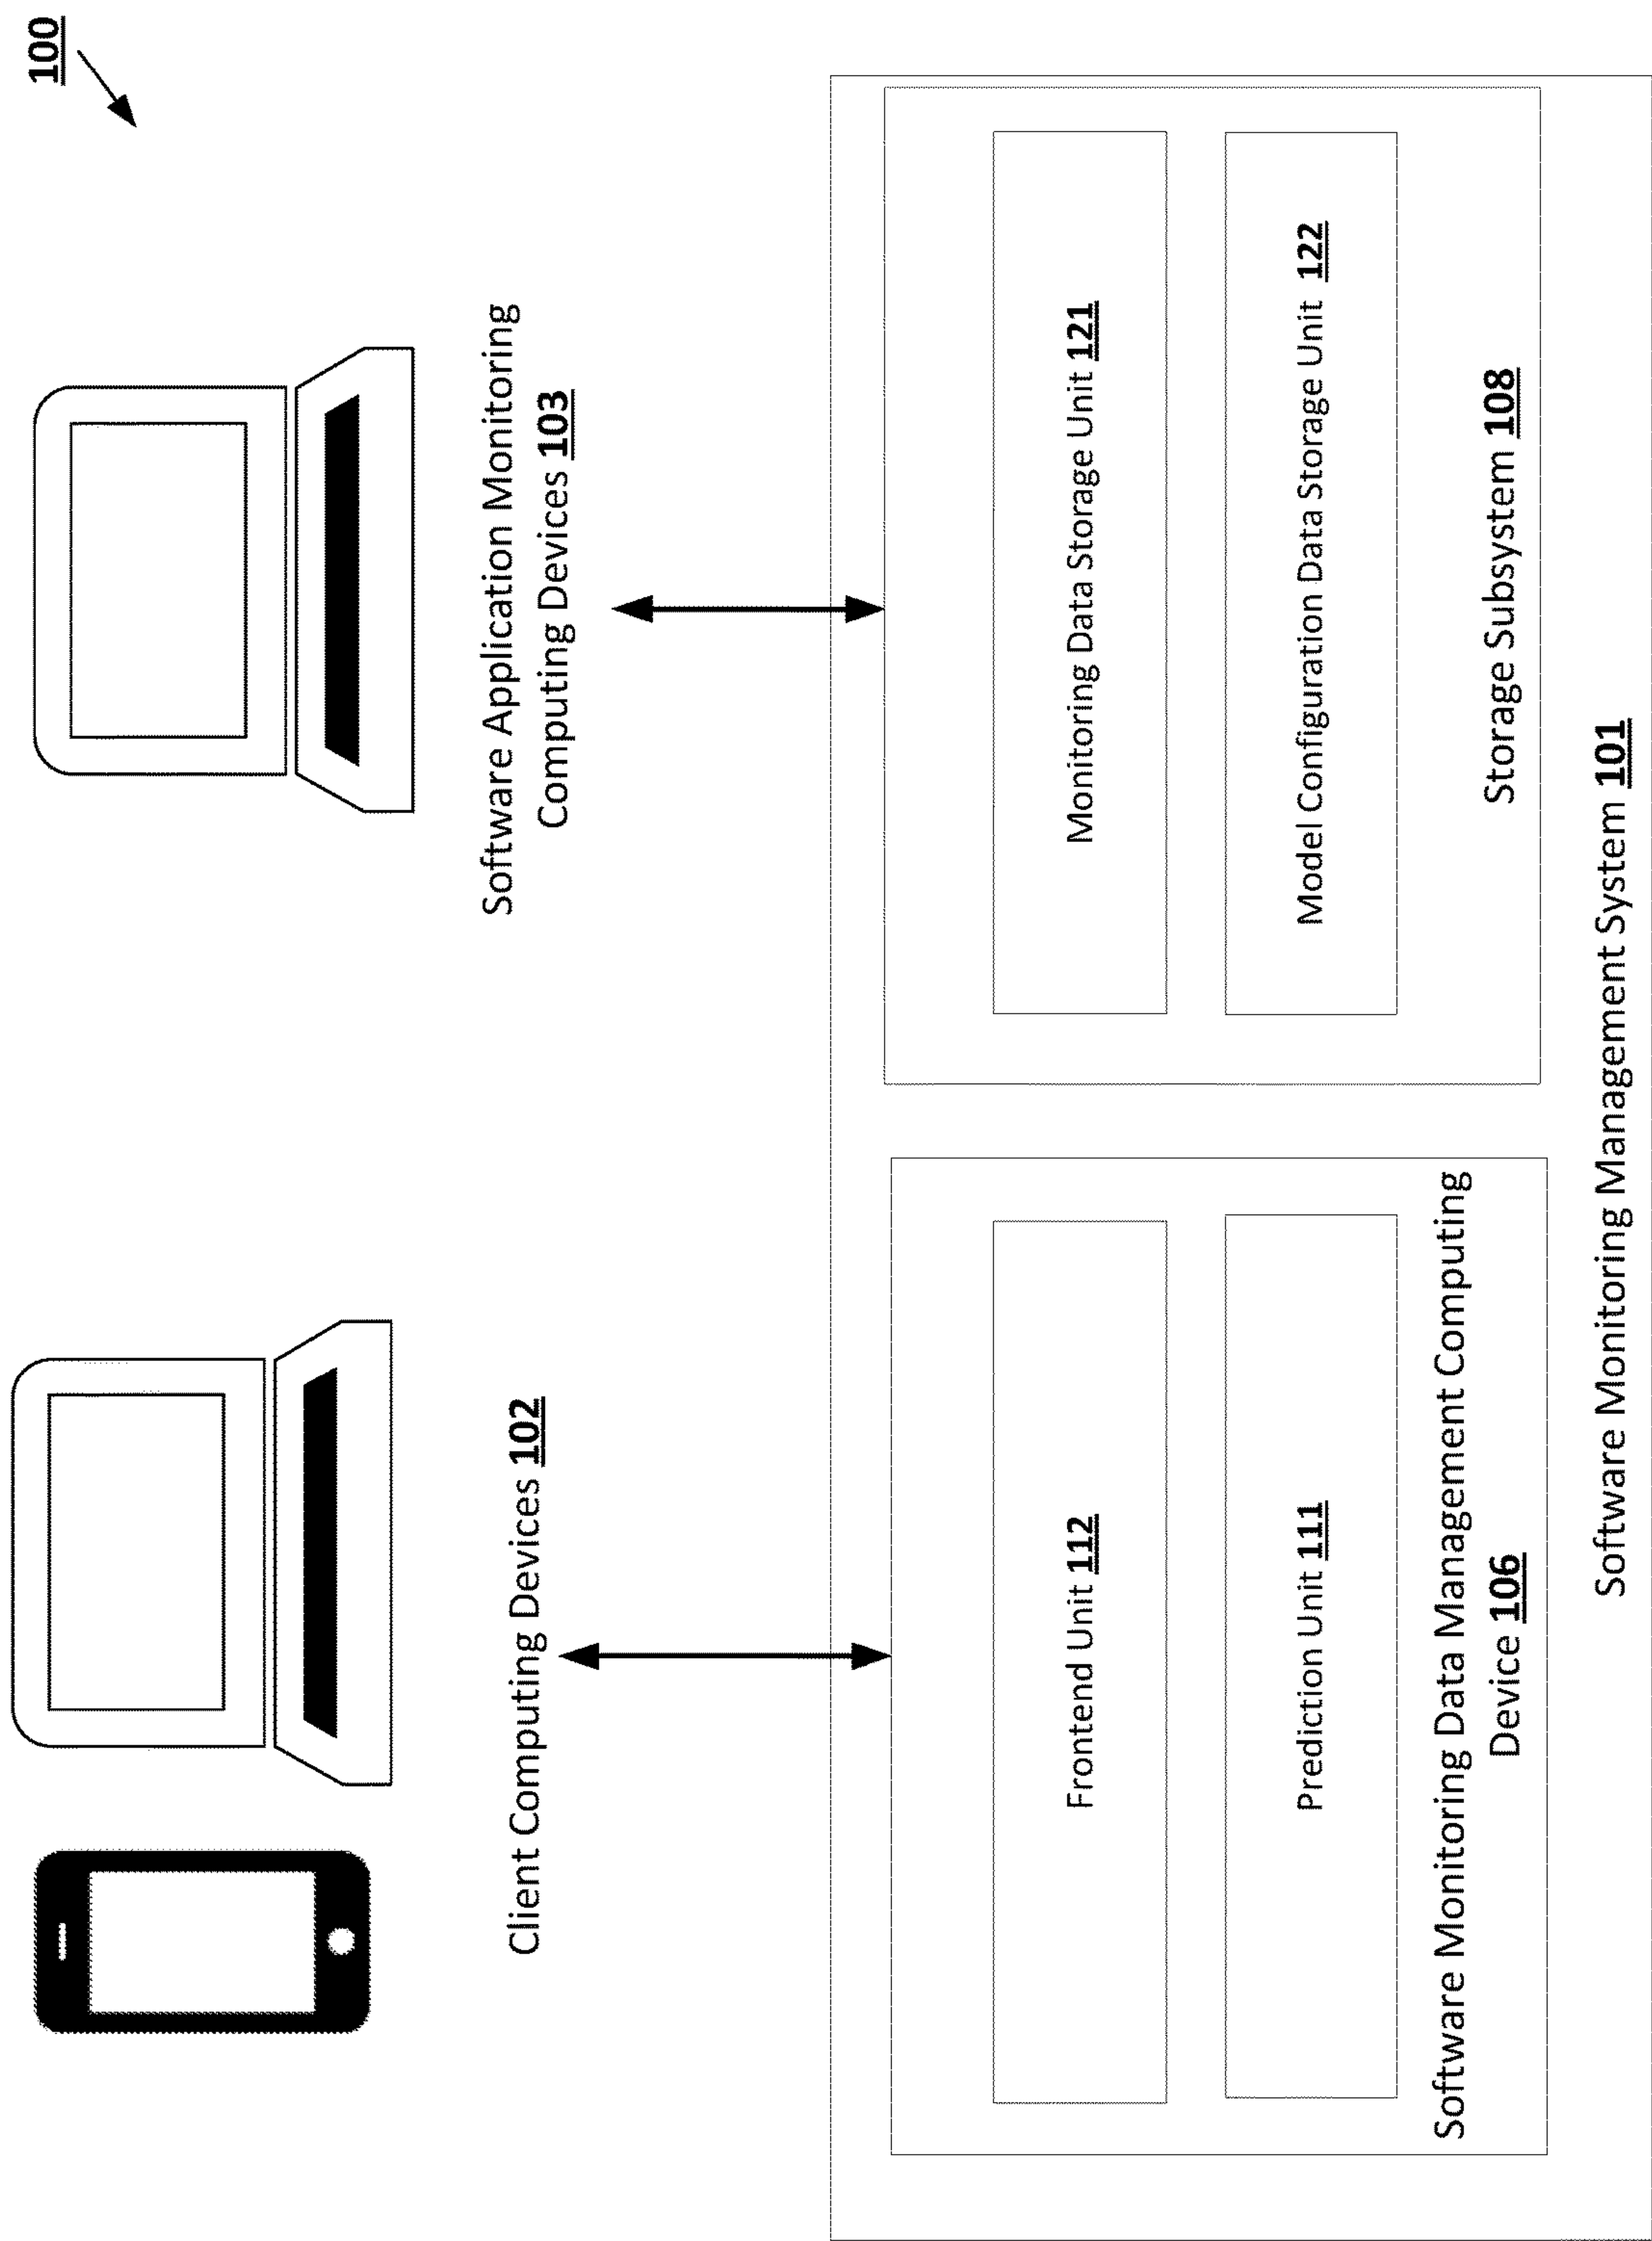 100
Client Computing Devices 102
Software Application Monitoring
Computing Devices 103
Frontend Unit 112
Prediction Unit 111
Software Monitoring Data Management Computing
Device 106
Monitoring Data Storage Unit 121
Model Configuration Data Storage Unit 122
Storage Subsystem 108
Software Monitoring Management System 101